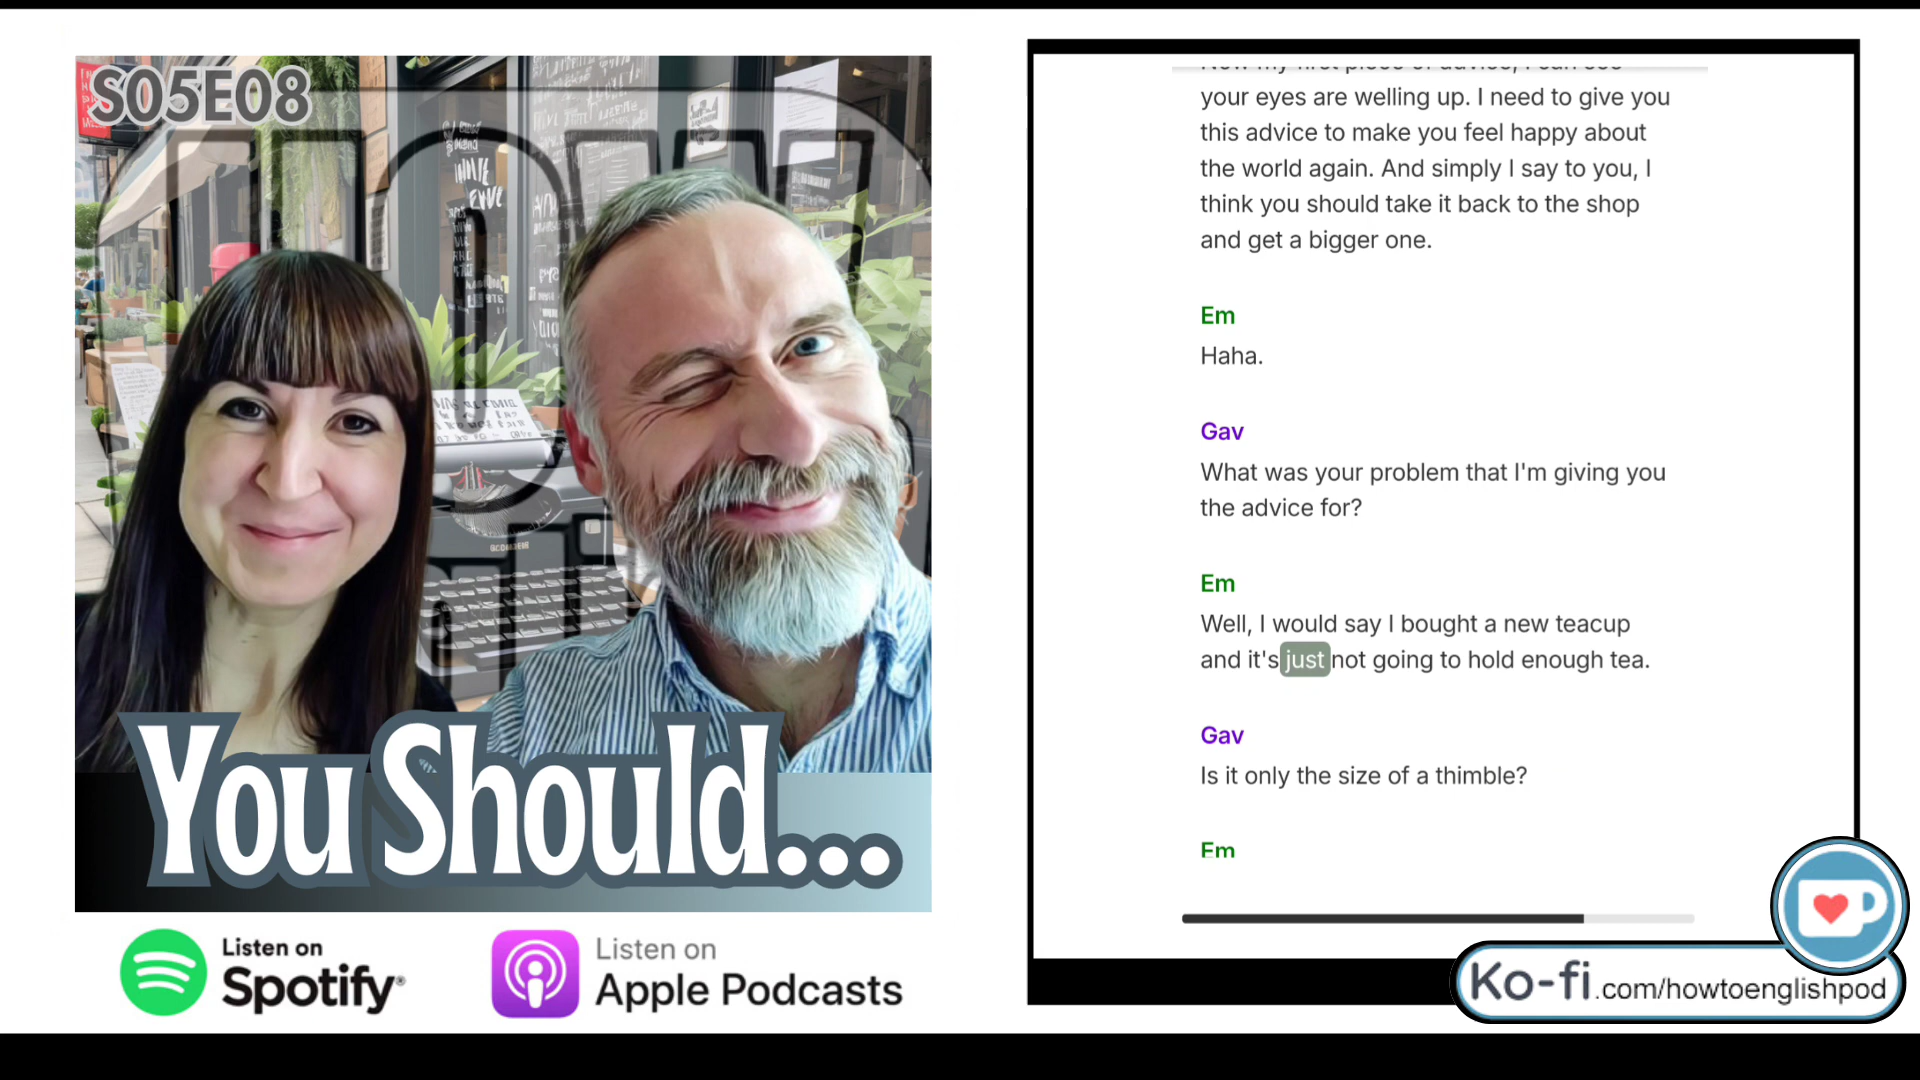 S05E08
You Should...
Listen on
Spotify®
Listen on
Apple Podcasts
your eyes are welling up. I need to give you
this advice to make you feel happy about
the world again. And simply I say to you, I
think you should take it back to the shop
and get a bigger one.
Em
Haha.
Gav
What was your problem that I'm giving you
the advice for?
Em
Well, I would say I bought a new teacup
and it's just not going to hold enough tea.
Gav
Is it only the size of a thimble?
Em
Ko-fi.com/howtoenglishpod